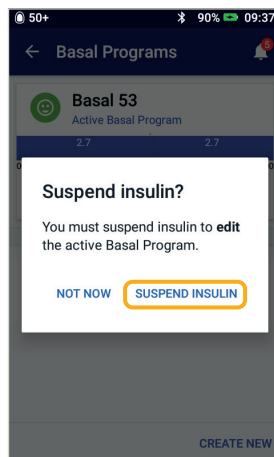 50+ 90% 09:37
Basal Programs 5
Basal 53
Active Basal Program
2.7 2.7
Suspend insulin?
You must suspend insulin to edit
the active Basal Program.
NOT NOW SUSPEND INSULIN
CREATE NEW